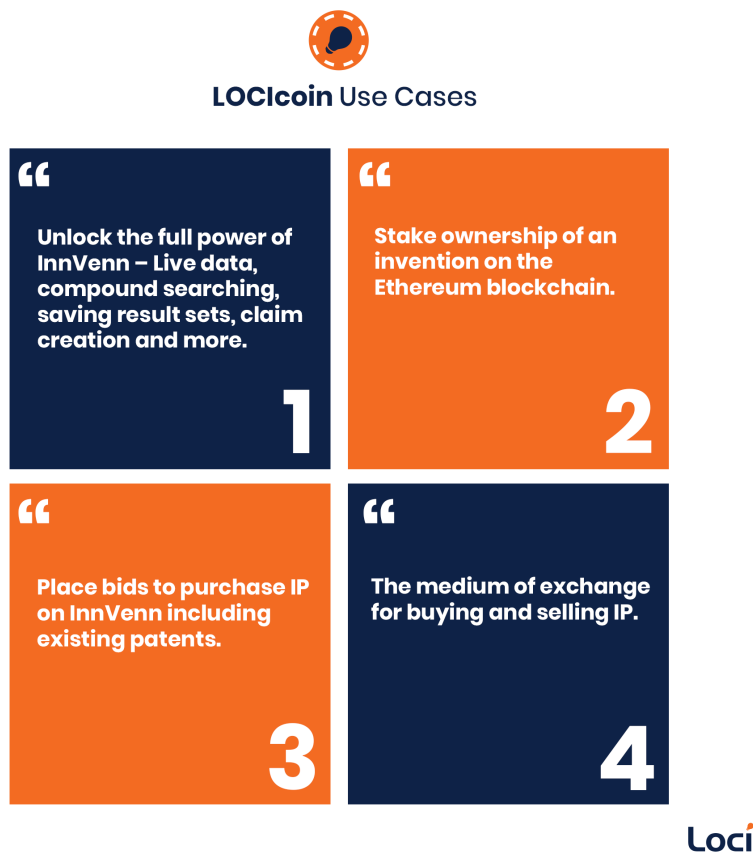 LOCIcoin Use Cases
“
Unlock the full power of
InnVenn – Live data,
compound searching,
saving result sets, claim
creation and more.
1
“
Stake ownership of an
invention on the
Ethereum blockchain.
2
“
Place bids to purchase IP
on InnVenn including
existing patents.
3
“
The medium of exchange
for buying and selling IP.
4
Loci